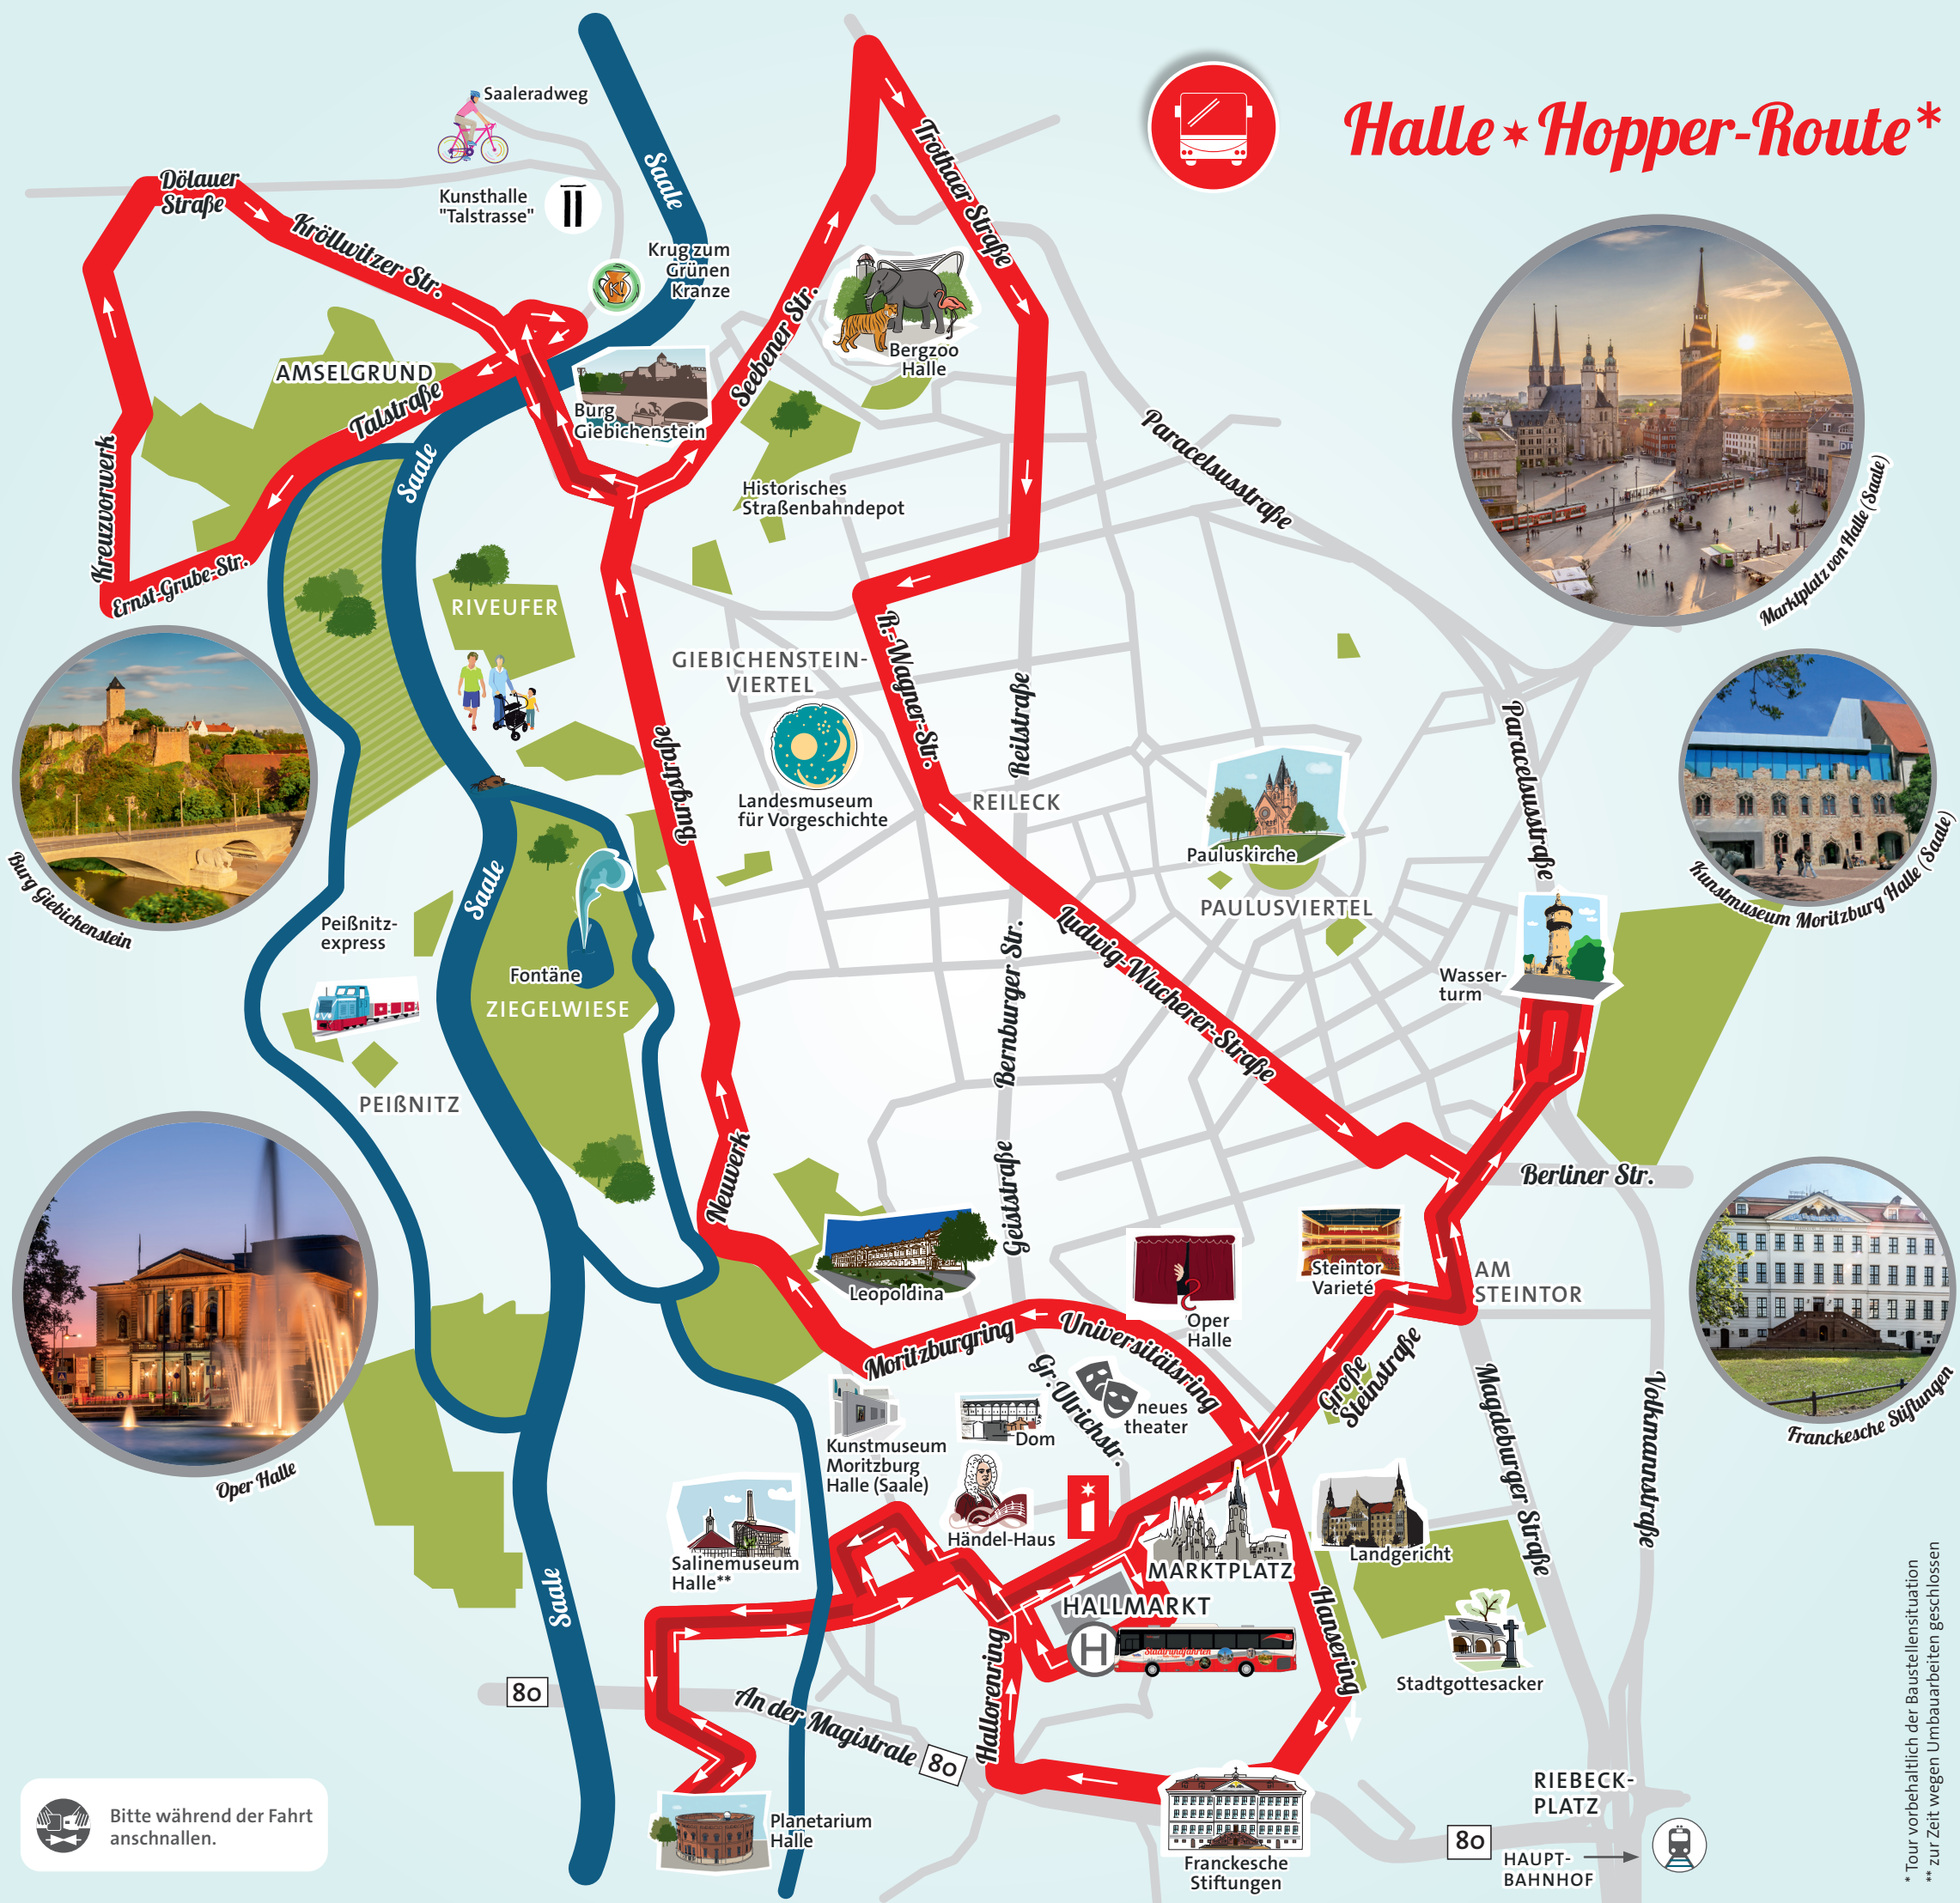 Halle✶Hopper-Route*
Saaleradweg
Saale
Kunsthalle
"Talstrasse"
Dölauer
Straße
Kröllwitzer Str.
Krug zum
Grünen
Kranze
K
Trothaer Straße
Seebener Str.
Bergzoo
Halle
AMSELGRUND
Talstraße
Burg
Giebichenstein
Saale
Kreuzvorwerk
Ernst-Grube-Str.
Historisches
Straßenbahndepot
Paracelsusstraße
Marktplatz von Halle (Saale)
RIVEUFER
GIEBICHENSTEIN-
VIERTEL
R.-Wagner-Str.
Reilstraße
Burgstraße
Landesmuseum
für Vorgeschichte
REILECK
Pauluskirche
PAULUSVIERTEL
Paracelsusstraße
Kunstmuseum Moritzburg Halle (Saale)
Burg Giebichenstein
Saale
Peißnitz-
express
Fontäne
ZIEGELWIESE
PEIßNITZ
Ludwig-Wucherer-Straße
Bernburger Str.
Wasser-
turm
Berliner Str.
Neuwerk
Geiststraße
Leopoldina
Oper
Halle
Steintor
Varieté
AM
STEINTOR
Moritzburgring
Universitätsring
Große
Steinstraße
Gr.-Ulrichstr.
neues
theater
Dom
Kunstmuseum
Moritzburg
Halle (Saale)
Magdeburger Straße
Volkmannstraße
Franckesche Stiftungen
Oper Halle
Salinemuseum
Halle**
Händel-Haus
i
MARKTPLATZ
Landgericht
HALLMARKT
H
Stadtrundfahrten
Hansering
Stadtgottesacker
Saale
80
An der Magistrale
80
Hallorenring
Planetarium
Halle
Franckesche
Stiftungen
RIEBECK-
PLATZ
80
HAUPT-
BAHNHOF
Bitte während der Fahrt
anschnallen.
* Tour vorbehaltlich der Baustellensituation
** zur Zeit wegen Umbauarbeiten geschlossen